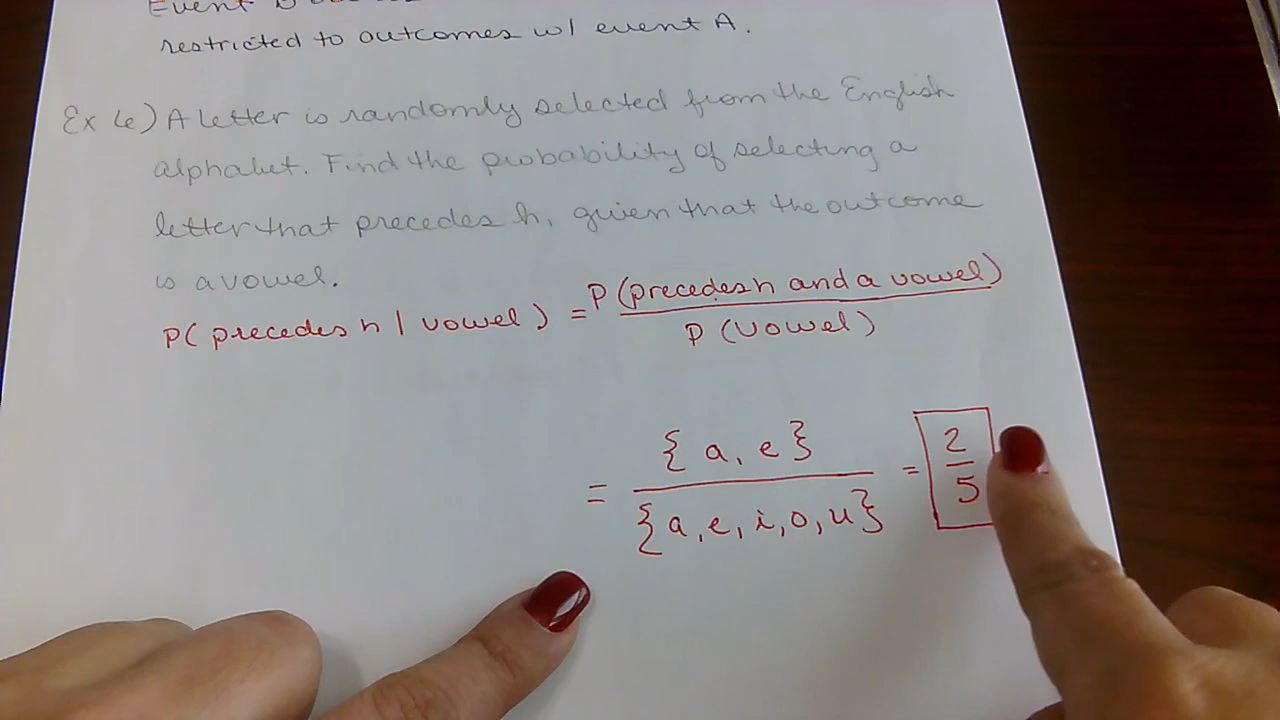 Event B
restricted to outcomes w/ event A.
Ex 6) A letter is randomly selected from the English
alphabet. Find the probability of selecting a
letter that precedes h, given that the outcome
is a vowel.
P( precedes h | vowel ) = P (precedes h and a vowel)
P (vowel)
= { a, e } = 2
{ a, e, i, o, u } 5